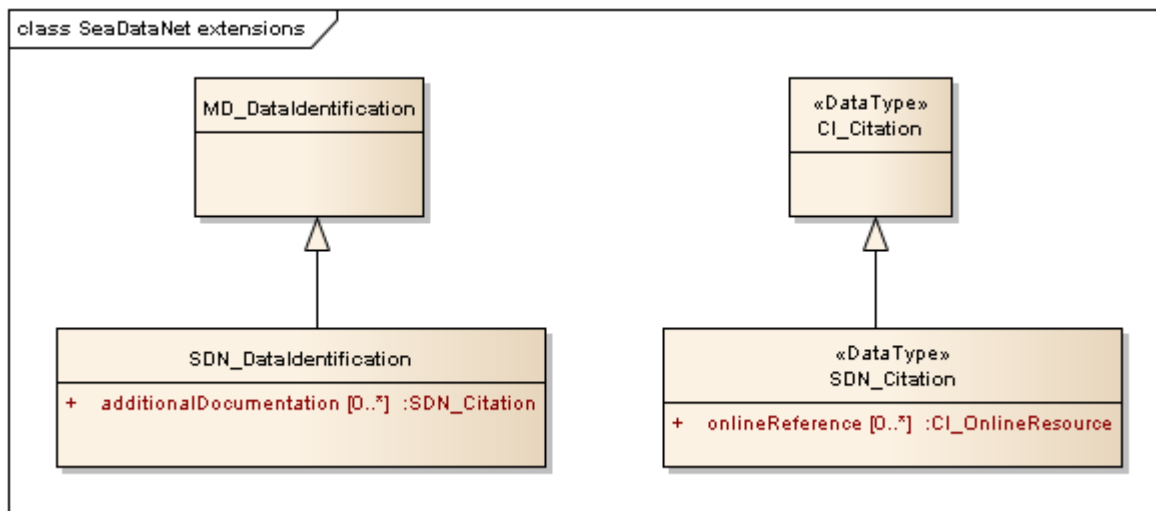 class SeaDataNet extensions
MD_DataIdentification
«DataType»
CI_Citation
SDN_DataIdentification
+ additionalDocumentation [0..*] :SDN_Citation
«DataType»
SDN_Citation
+ onlineReference [0..*] :CI_OnlineResource